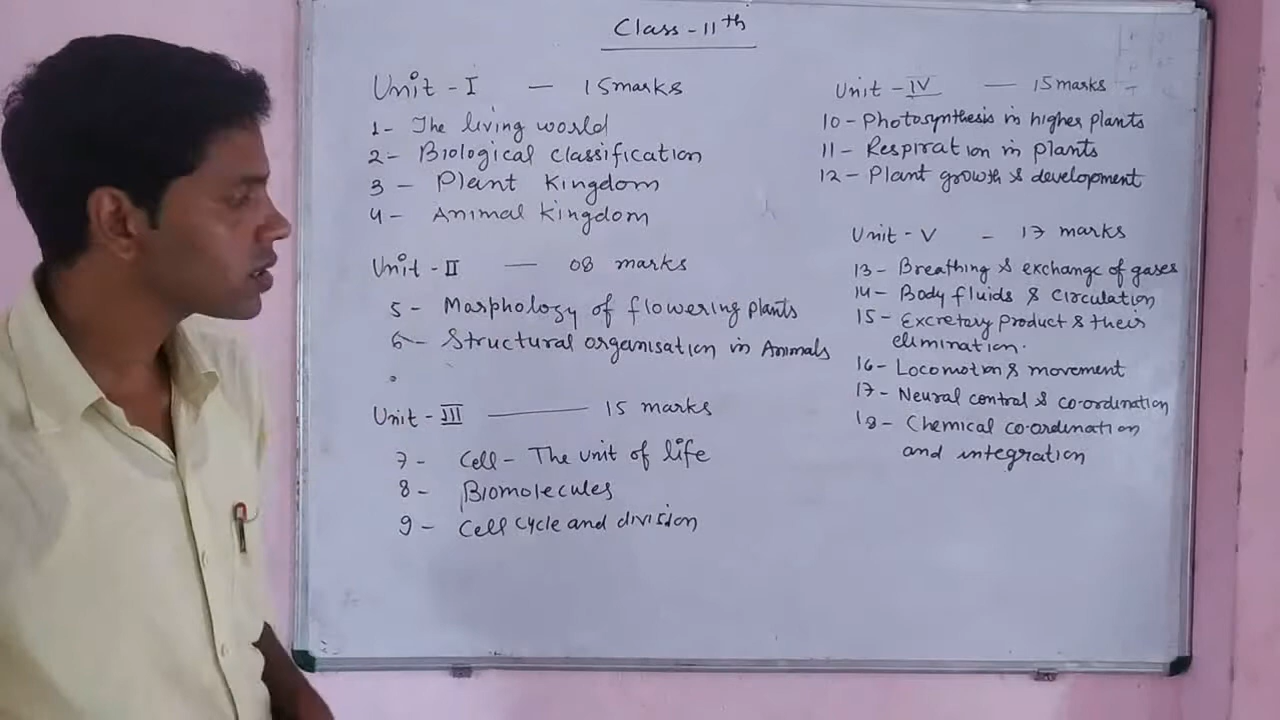 Class - 11th
Unit - I — 15 marks
1- The living world
2- Biological classification
3 - Plant Kingdom
4- Animal kingdom
Unit - II — 08 marks
5 - Morphology of flowering plants
6 - Structural organisation in Animals
Unit - III — 15 marks
7 - Cell - The unit of life
8 - Biomolecules
9 - Cell cycle and division
Unit - IV — 15 marks
10 - Photosynthesis in higher plants
11 - Respiration in plants
12 - Plant growth & development
Unit - V - 17 marks
13 - Breathing & exchange of gases
14 - Body fluids & circulation
15 - Excretory product & their
elimination.
16 - Locomotion & movement
17 - Neural control & co-ordination
18 - Chemical co-ordination
and integration